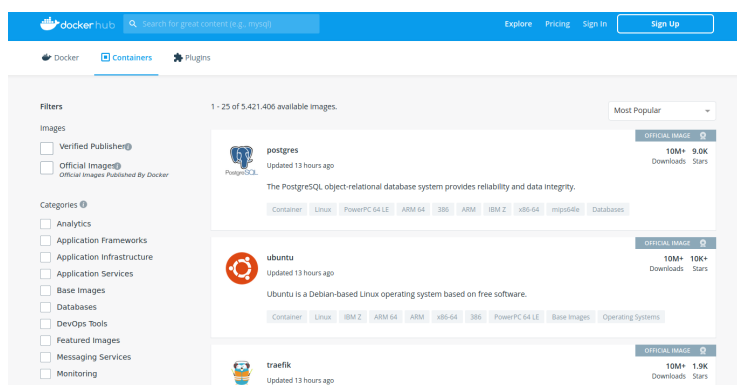 docker hub
Search for great content (e.g., mysql)
Explore Pricing Sign In Sign Up
Docker Containers Plugins
Filters
Images
Verified Publisher
Official Images
Official Images Published By Docker
Categories
Analytics
Application Frameworks
Application Infrastructure
Application Services
Base Images
Databases
DevOps Tools
Featured Images
Messaging Services
Monitoring
1 - 25 of 5.421.406 available images.
Most Popular
OFFICIAL IMAGE
PostgreSQL
postgres
Updated 13 hours ago
10M+ 9.0K
Downloads Stars
The PostgreSQL object-relational database system provides reliability and data integrity.
Container Linux PowerPC 64 LE ARM 64 386 ARM IBM Z x86-64 mips64le Databases
OFFICIAL IMAGE
ubuntu
Updated 13 hours ago
10M+ 10K+
Downloads Stars
Ubuntu is a Debian-based Linux operating system based on free software.
Container Linux IBM Z ARM 64 ARM x86-64 386 PowerPC 64 LE Base Images Operating Systems
OFFICIAL IMAGE
traefik
Updated 13 hours ago
10M+ 1.9K
Downloads Stars